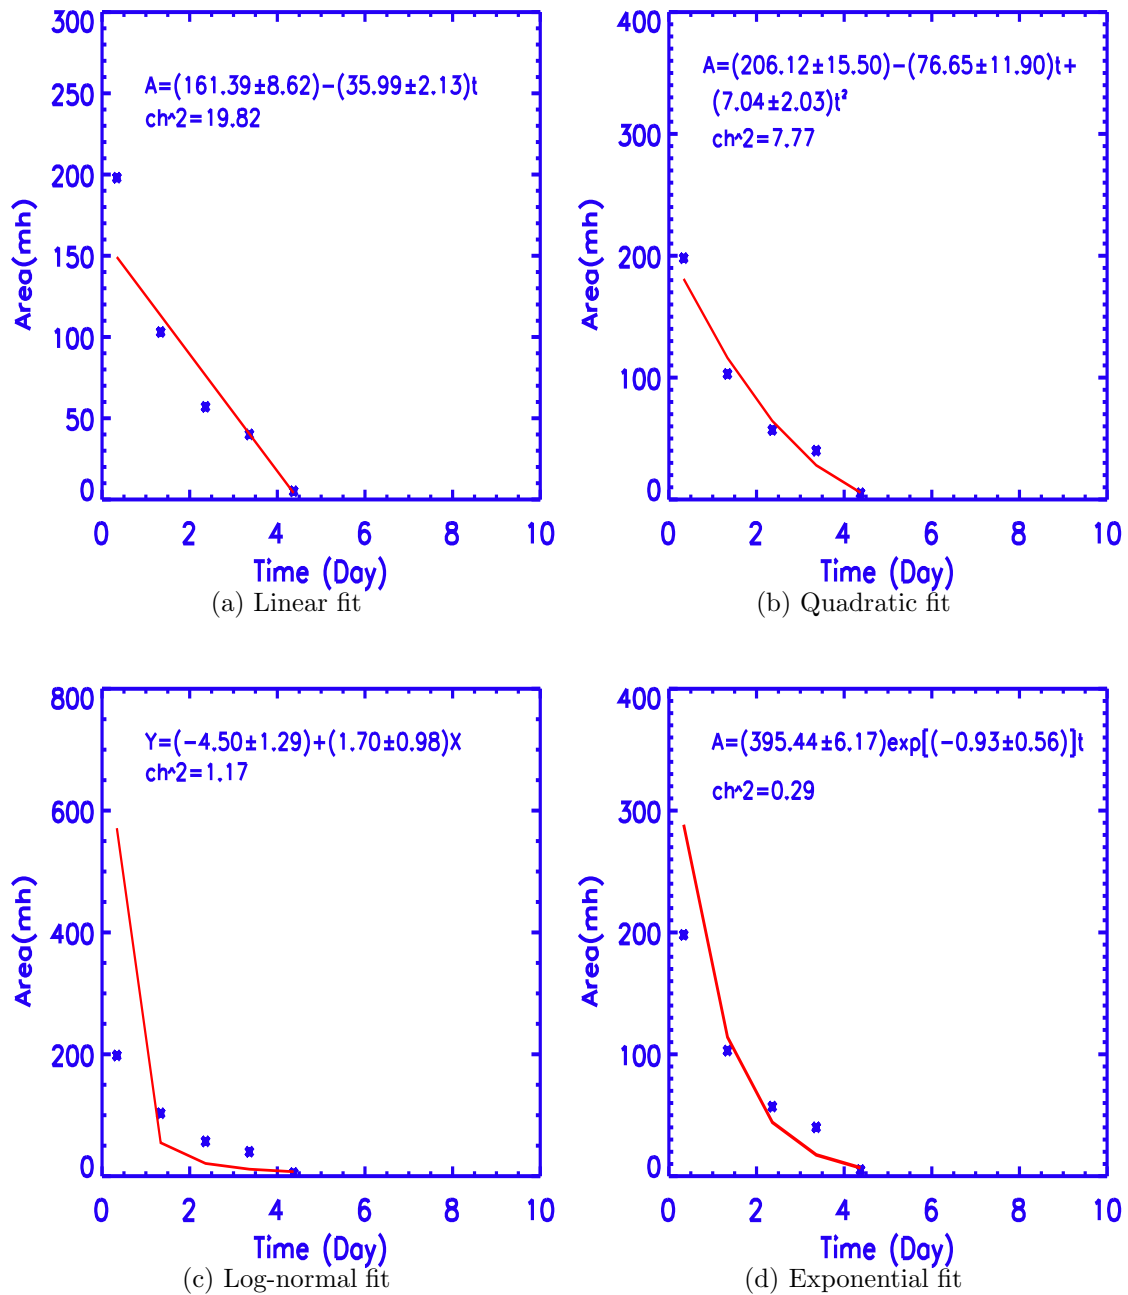 300
250
200
150
100
50
0
A=(161.39±8.62)−(35.99±2.13)t
ch^2=19.82
Area(mh)
0 2 4 6 8 10
Time (Day)
(a) Linear fit
400
300
200
100
0
A=(206.12±15.50)−(76.65±11.90)t+
(7.04±2.03)t²
ch^2=7.77
Area(mh)
0 2 4 6 8 10
Time (Day)
(b) Quadratic fit
800
600
400
200
0
Y=(−4.50±1.29)+(1.70±0.98)X
ch^2=1.17
Area(mh)
0 2 4 6 8 10
Time (Day)
(c) Log-normal fit
400
300
200
100
0
A=(395.44±6.17)exp[(−0.93±0.56)]t
ch^2=0.29
Area(mh)
0 2 4 6 8 10
Time (Day)
(d) Exponential fit